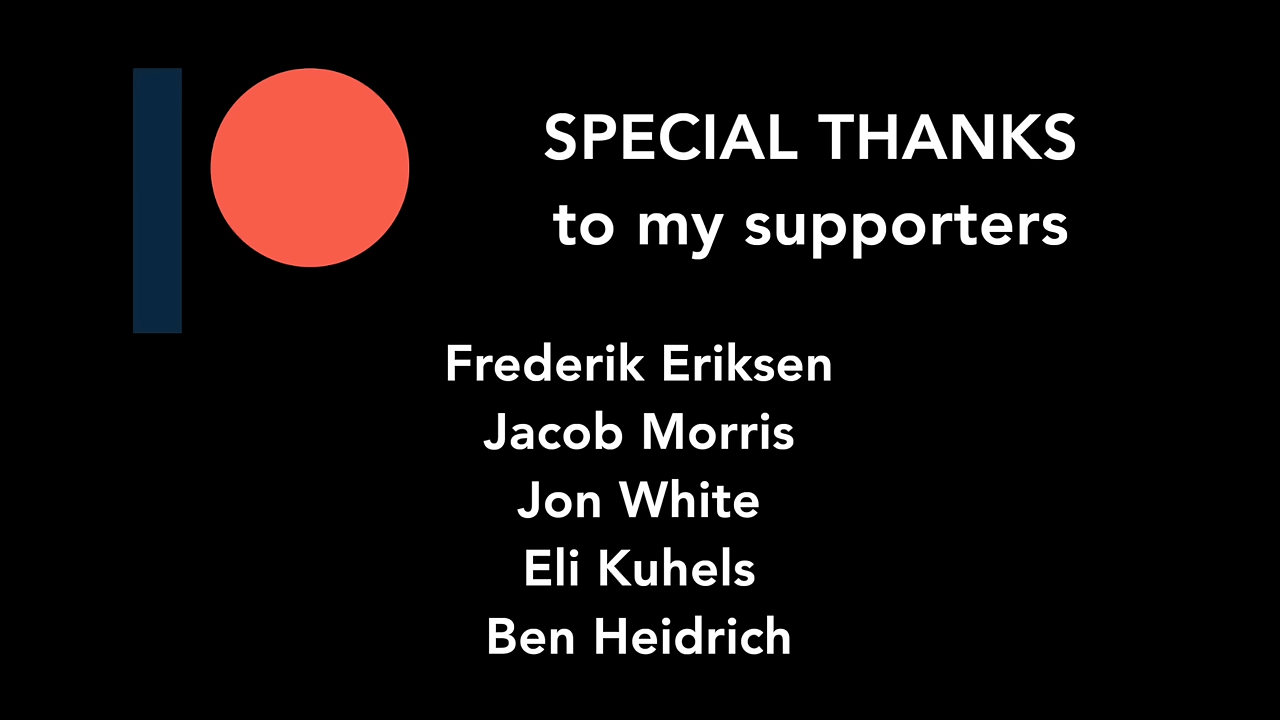 SPECIAL THANKS
to my supporters
Frederik Eriksen
Jacob Morris
Jon White
Eli Kuhels
Ben Heidrich